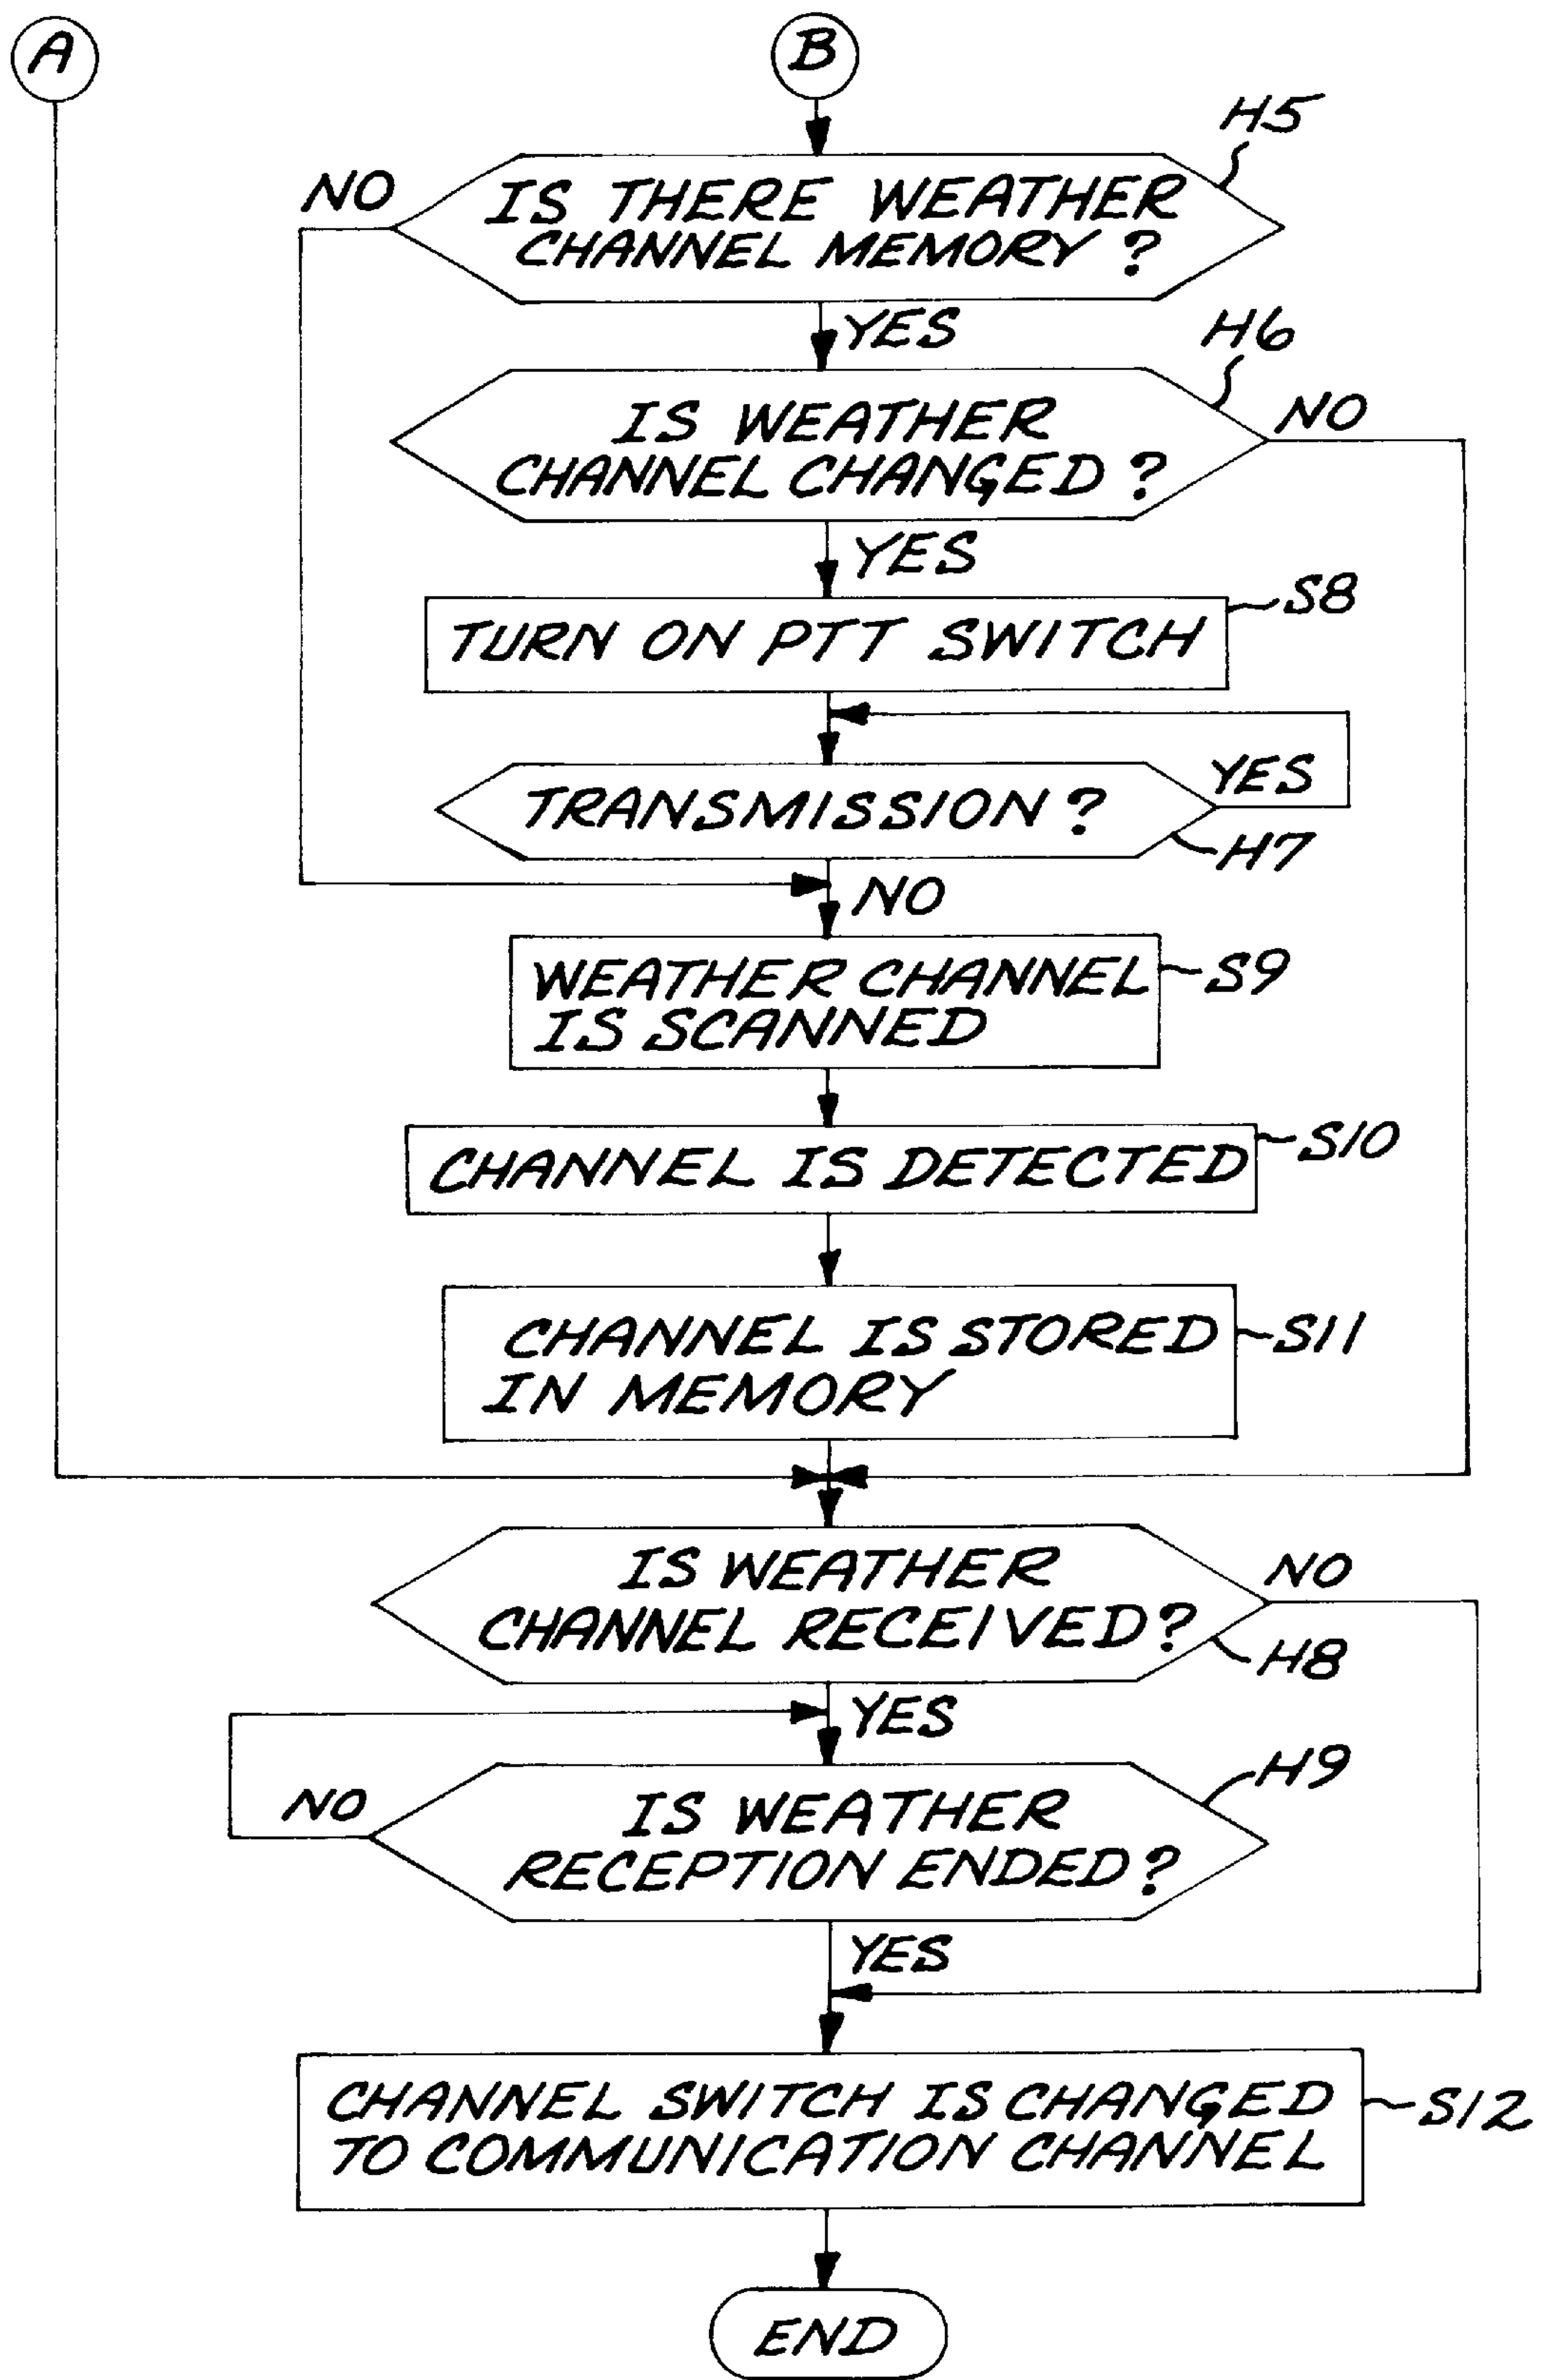 A
B
H5
NO
IS THERE WEATHER
CHANNEL MEMORY?
YES
H6
IS WEATHER
CHANNEL CHANGED?
NO
YES
S8
TURN ON PTT SWITCH
YES
TRANSMISSION?
H7
NO
WEATHER CHANNEL
IS SCANNED
S9
CHANNEL IS DETECTED
S10
CHANNEL IS STORED
IN MEMORY
S11
IS WEATHER
CHANNEL RECEIVED?
NO
H8
YES
H9
NO
IS WEATHER
RECEPTION ENDED?
YES
CHANNEL SWITCH IS CHANGED
TO COMMUNICATION CHANNEL
S12
END